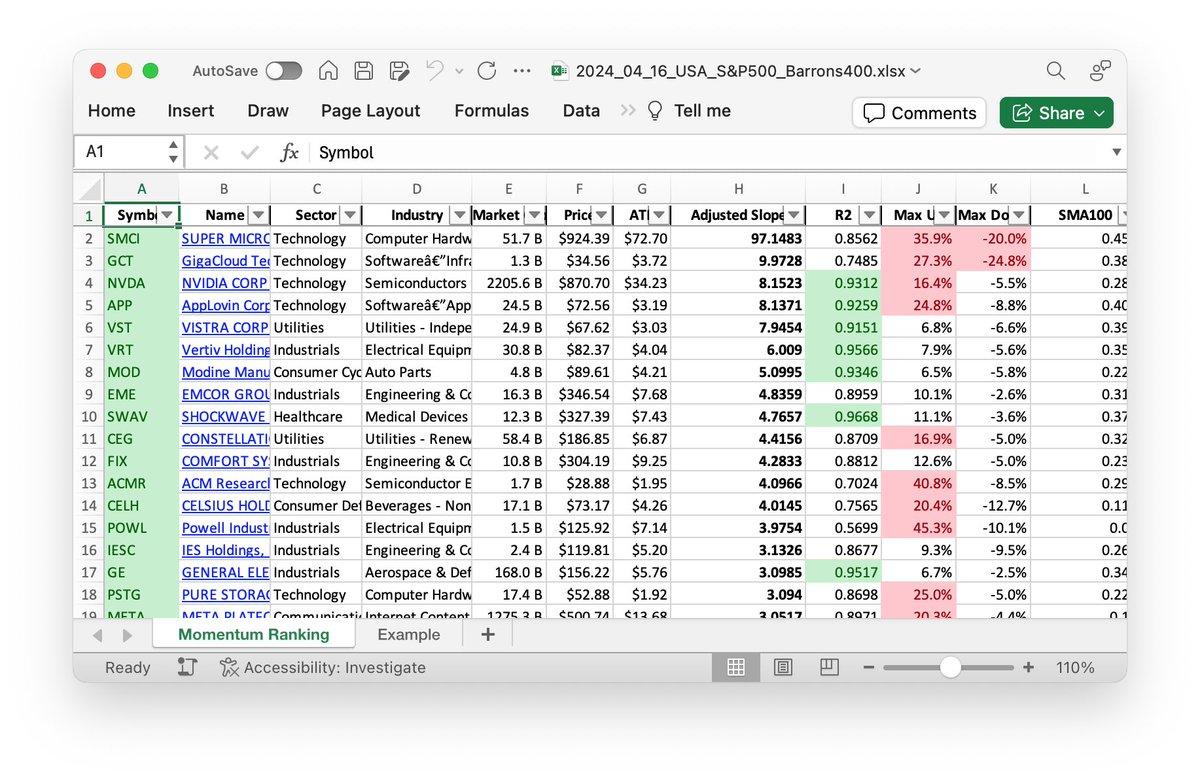 AutoSave 2024_04_16_USA_S&P500_Barrons400.xlsx
Home Insert Draw Page Layout Formulas Data Tell me Comments Share
A1 fx Symbol
A B C D E F G H I J K L
1 Symbo Name Sector Industry Market Price AT Adjusted Slope R2 Max U Max Do SMA100
2 SMCI SUPER MICRO Technology Computer Hardw 51.7 B $924.39 $72.70 97.1483 0.8562 35.9% -20.0% 0.45
3 GCT GigaCloud Tec Technology Softwareâ€”Infra 1.3 B $34.56 $3.72 9.9728 0.7485 27.3% -24.8% 0.38
4 NVDA NVIDIA CORP Technology Semiconductors 2205.6 B $870.70 $34.23 8.1523 0.9312 16.4% -5.5% 0.28
5 APP AppLovin Corp Technology Softwareâ€”App 24.5 B $72.56 $3.19 8.1371 0.9259 24.8% -8.8% 0.40
6 VST VISTRA CORP Utilities Utilities - Indepe 24.9 B $67.62 $3.03 7.9454 0.9151 6.8% -6.6% 0.39
7 VRT Vertiv Holding Industrials Electrical Equipm 30.8 B $82.37 $4.04 6.009 0.9566 7.9% -5.6% 0.35
8 MOD Modine Manu Consumer Cyc Auto Parts 4.8 B $89.61 $4.21 5.0995 0.9346 6.5% -5.8% 0.22
9 EME EMCOR GROU Industrials Engineering & Co 16.3 B $346.54 $7.68 4.8359 0.8959 10.1% -2.6% 0.31
10 SWAV SHOCKWAVE Healthcare Medical Devices 12.3 B $327.39 $7.43 4.7657 0.9668 11.1% -3.6% 0.37
11 CEG CONSTELLATI Utilities Utilities - Renew 58.4 B $186.85 $6.87 4.4156 0.8709 16.9% -5.0% 0.32
12 FIX COMFORT SY Industrials Engineering & Co 10.8 B $304.19 $9.25 4.2833 0.8812 12.6% -5.0% 0.23
13 ACMR ACM Research Technology Semiconductor E 1.7 B $28.88 $1.95 4.0966 0.7024 40.8% -8.5% 0.29
14 CELH CELSIUS HOLD Consumer Def Beverages - Non 17.1 B $73.17 $4.26 4.0145 0.7565 20.4% -12.7% 0.11
15 POWL Powell Indust Industrials Electrical Equipm 1.5 B $125.92 $7.14 3.9754 0.5699 45.3% -10.1% 0.0
16 IESC IES Holdings, Industrials Engineering & Co 2.4 B $119.81 $5.20 3.1326 0.8677 9.3% -9.5% 0.26
17 GE GENERAL ELE Industrials Aerospace & Def 168.0 B $156.22 $5.76 3.0985 0.9517 6.7% -2.5% 0.34
18 PSTG PURE STORAG Technology Computer Hardw 17.4 B $52.88 $1.92 3.094 0.8698 25.0% -5.0% 0.22
19 META META PLATF Communicati Internet Content 1275.3 B $500.74 $13.68 3.0517 0.8971 20.3% -4.4% 0.1
Momentum Ranking Example
Ready Accessibility: Investigate 110%